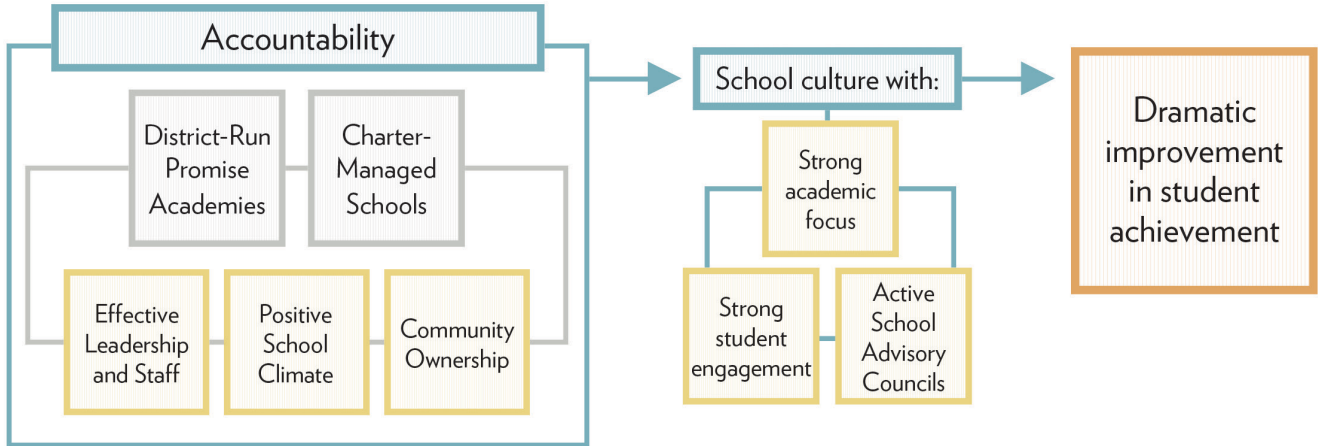 Accountability
District-Run
Promise
Academies
Charter-
Managed
Schools
Effective
Leadership
and Staff
Positive
School
Climate
Community
Ownership
School culture with:
Strong
academic
focus
Strong
student
engagement
Active
School
Advisory
Councils
Dramatic
improvement
in student
achievement